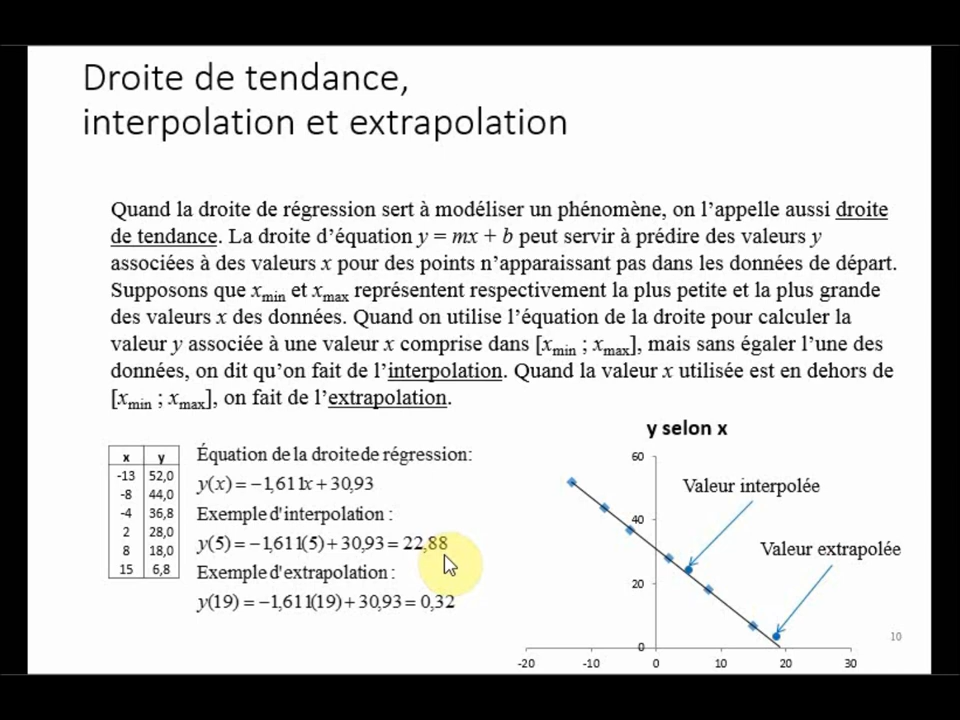 Droite de tendance,
interpolation et extrapolation
Quand la droite de régression sert à modéliser un phénomène, on l’appelle aussi droite
de tendance. La droite d’équation y = mx + b peut servir à prédire des valeurs y
associées à des valeurs x pour des points n’apparaissant pas dans les données de départ.
Supposons que xmin et xmax représentent respectivement la plus petite et la plus grande
des valeurs x des données. Quand on utilise l’équation de la droite pour calculer la
valeur y associée à une valeur x comprise dans [xmin ; xmax], mais sans égaler l’une des
données, on dit qu’on fait de l’interpolation. Quand la valeur x utilisée est en dehors de
[xmin ; xmax], on fait de l’extrapolation.
x y
-13 52,0
-8 44,0
-4 36,8
2 28,0
8 18,0
15 6,8
Équation de la droite de régression:
y(x) = −1,611x + 30,93
Exemple d'interpolation :
y(5) = −1,611(5) + 30,93 = 22,88
Exemple d'extrapolation :
y(19) = −1,611(19) + 30,93 = 0,32
y selon x
60
40
20
0
-20 -10 0 10 20 30
Valeur interpolée
Valeur extrapolée
10